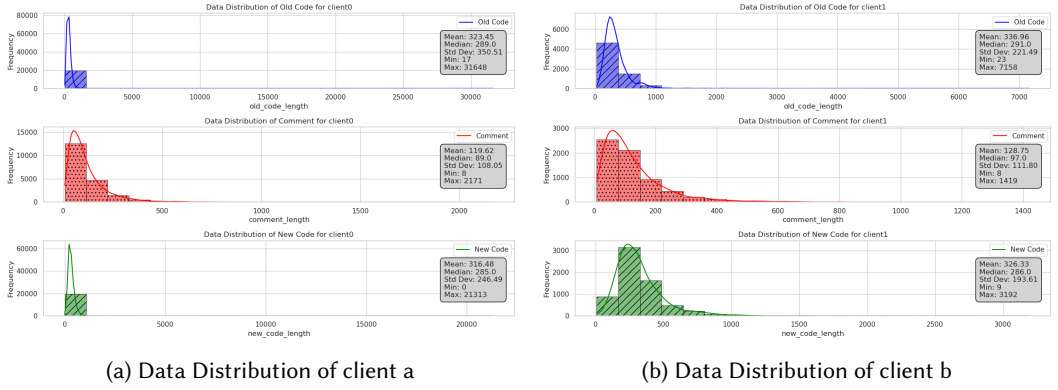 Data Distribution of Old Code for client0
Old Code
Mean: 323.45
Median: 289.0
Std Dev: 350.51
Min: 17
Max: 31648
Frequency
80000
60000
40000
20000
0
0 5000 10000 15000 20000 25000 30000
old_code_length
Data Distribution of Comment for client0
Comment
Mean: 119.62
Median: 89.0
Std Dev: 108.05
Min: 8
Max: 2171
Frequency
15000
10000
5000
0
0 500 1000 1500 2000
comment_length
Data Distribution of New Code for client0
New Code
Mean: 316.48
Median: 285.0
Std Dev: 246.49
Min: 0
Max: 21313
Frequency
60000
40000
20000
0
0 5000 10000 15000 20000
new_code_length
(a) Data Distribution of client a
Data Distribution of Old Code for client1
Old Code
Mean: 336.96
Median: 291.0
Std Dev: 221.49
Min: 23
Max: 7158
Frequency
6000
4000
2000
0
0 1000 2000 3000 4000 5000 6000 7000
old_code_length
Data Distribution of Comment for client1
Comment
Mean: 128.75
Median: 97.0
Std Dev: 111.80
Min: 8
Max: 1419
Frequency
3000
2000
1000
0
0 200 400 600 800 1000 1200 1400
comment_length
Data Distribution of New Code for client1
New Code
Mean: 326.33
Median: 286.0
Std Dev: 193.61
Min: 9
Max: 3192
Frequency
3000
2000
1000
0
0 500 1000 1500 2000 2500 3000
new_code_length
(b) Data Distribution of client b